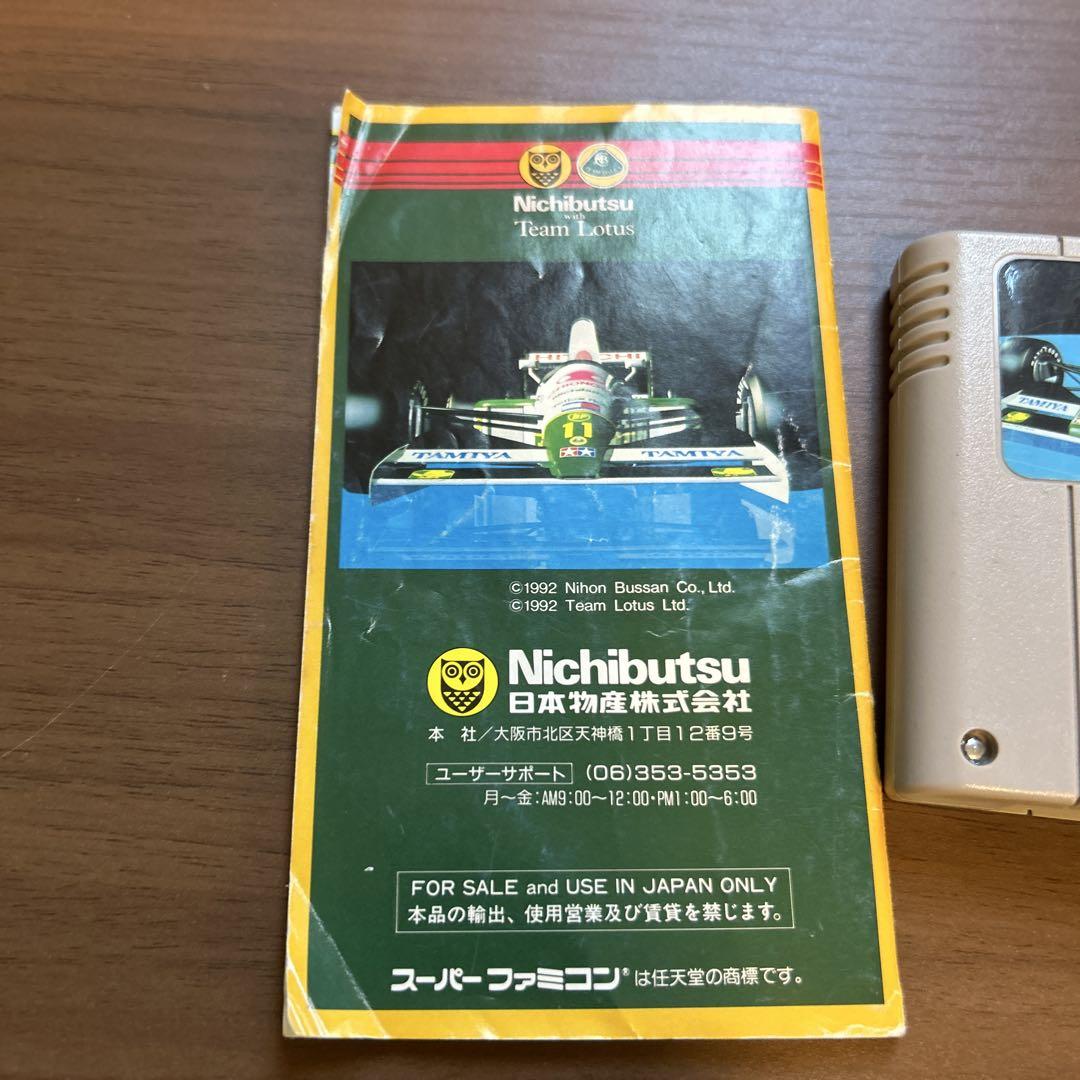 Nichibutsu
with
Team Lotus
HITACHI
11
TAMIYA TAMIYA
TAMIYA
©1992 Nihon Bussan Co., Ltd.
©1992 Team Lotus Ltd.
Nichibutsu
日本物産株式会社
本 社/大阪市北区天神橋1丁目12番9号
ユーザーサポート (06)353-5353
月〜金:AM9:00〜12:00・PM1:00〜6:00
FOR SALE and USE IN JAPAN ONLY
本品の輸出、使用営業及び賃貸を禁じます。
スーパーファミコン®は任天堂の商標です。